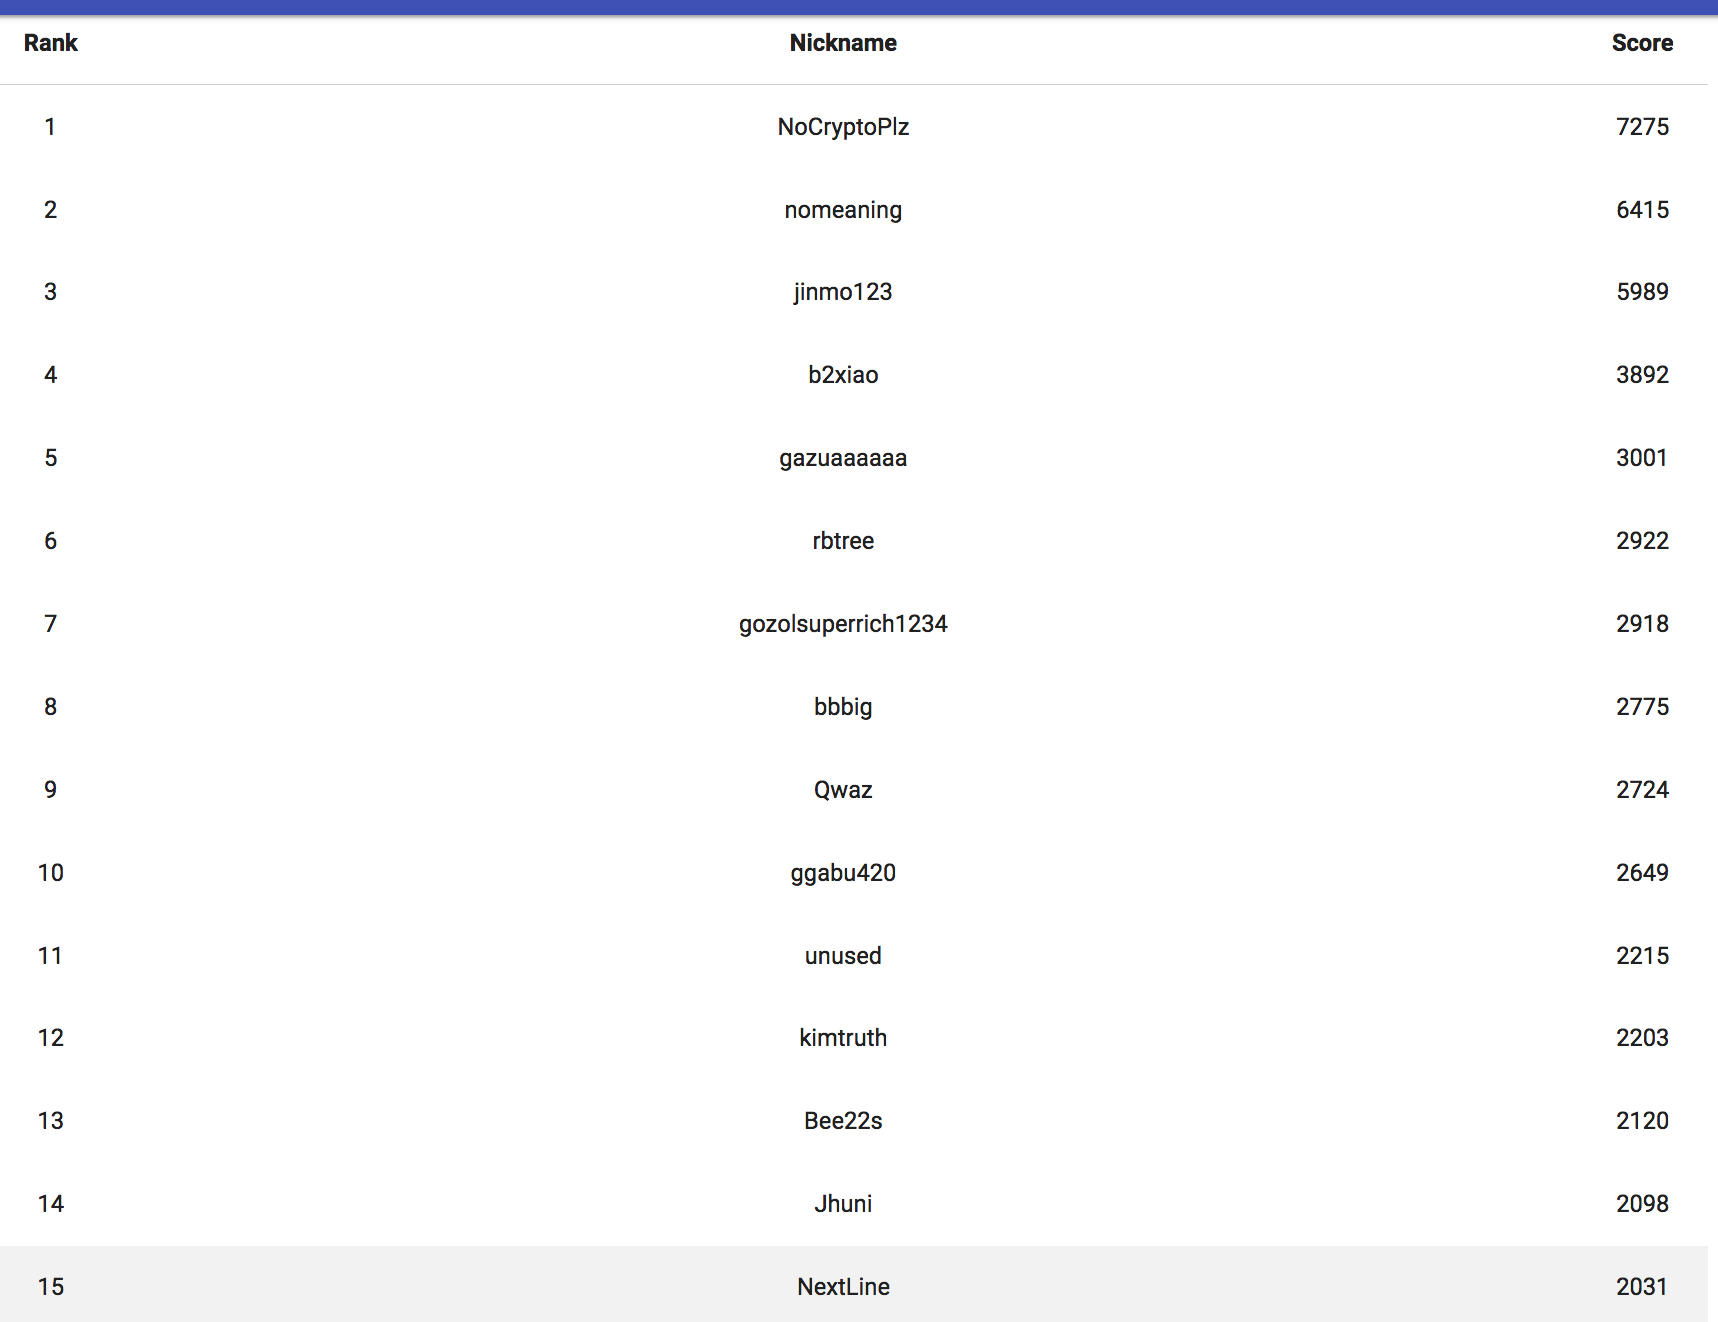 Rank Nickname Score
1 NoCryptoPlz 7275
2 nomeaning 6415
3 jinmo123 5989
4 b2xiao 3892
5 gazuaaaaaa 3001
6 rbtree 2922
7 gozolsuperrich1234 2918
8 bbbig 2775
9 Qwaz 2724
10 ggabu420 2649
11 unused 2215
12 kimtruth 2203
13 Bee22s 2120
14 Jhuni 2098
15 NextLine 2031